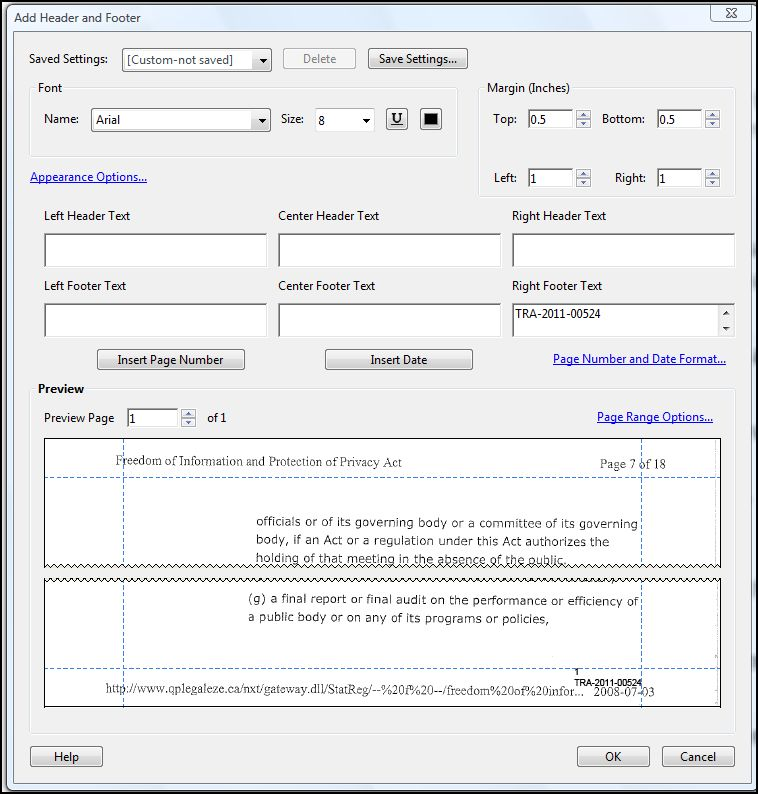 Add Header and Footer
Saved Settings: [Custom-not saved] Delete Save Settings...
Font
Name: Arial Size: 8 U
Margin (Inches)
Top: 0.5 Bottom: 0.5
Left: 1 Right: 1
Appearance Options...
Left Header Text Center Header Text Right Header Text
Left Footer Text Center Footer Text Right Footer Text
TRA-2011-00524
Insert Page Number Insert Date Page Number and Date Format...
Preview
Preview Page 1 of 1 Page Range Options...
Freedom of Information and Protection of Privacy Act Page 7 of 18
officials or of its governing body or a committee of its governing
body, if an Act or a regulation under this Act authorizes the
holding of that meeting in the absence of the public.
(g) a final report or final audit on the performance or efficiency of
a public body or on any of its programs or policies,
1
TRA-2011-00524
http://www.qplegaleze.ca/nxt/gateway.dll/StatReg/--%20f%20--/freedom%20of%20infor... 2008-07-03
Help OK Cancel